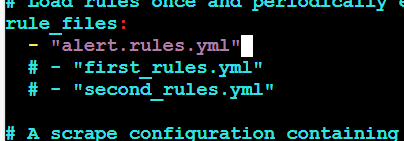 # Load rules once and periodically
rule_files:
  - "alert.rules.yml"
  # - "first_rules.yml"
  # - "second_rules.yml"
# A scrape configuration containing